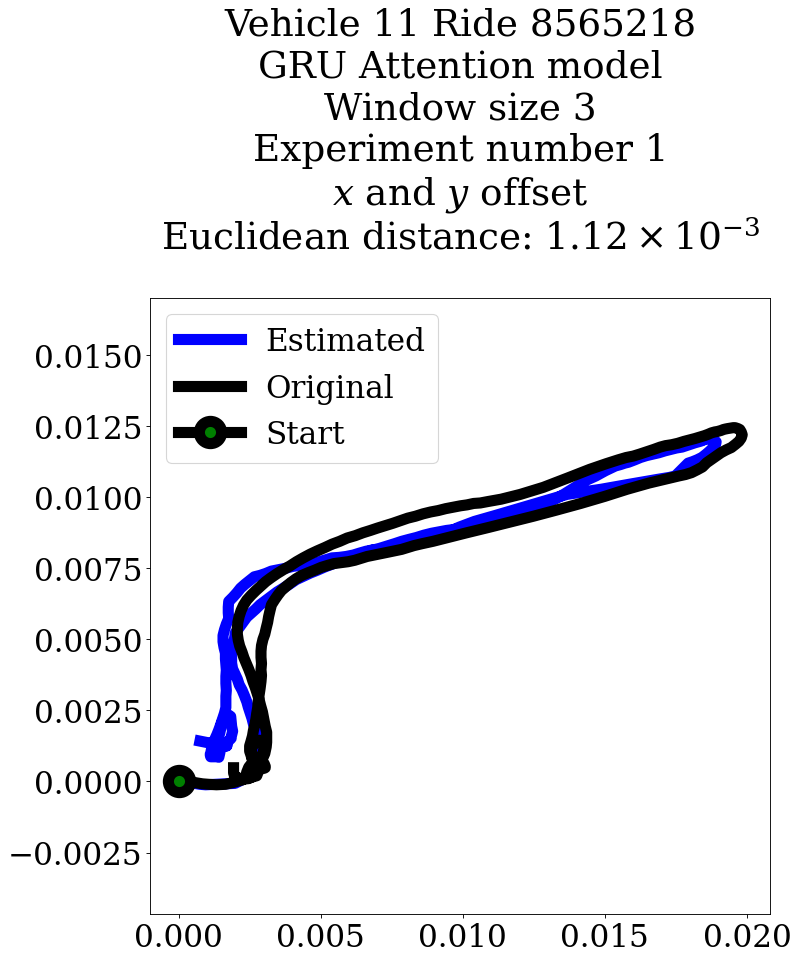 Vehicle 11 Ride 8565218
GRU Attention model
Window size 3
Experiment number 1
x and y offset
Euclidean distance: 1.12 × 10⁻³
Estimated
Original
Start
0.0150
0.0125
0.0100
0.0075
0.0050
0.0025
0.0000
−0.0025
0.000 0.005 0.010 0.015 0.020